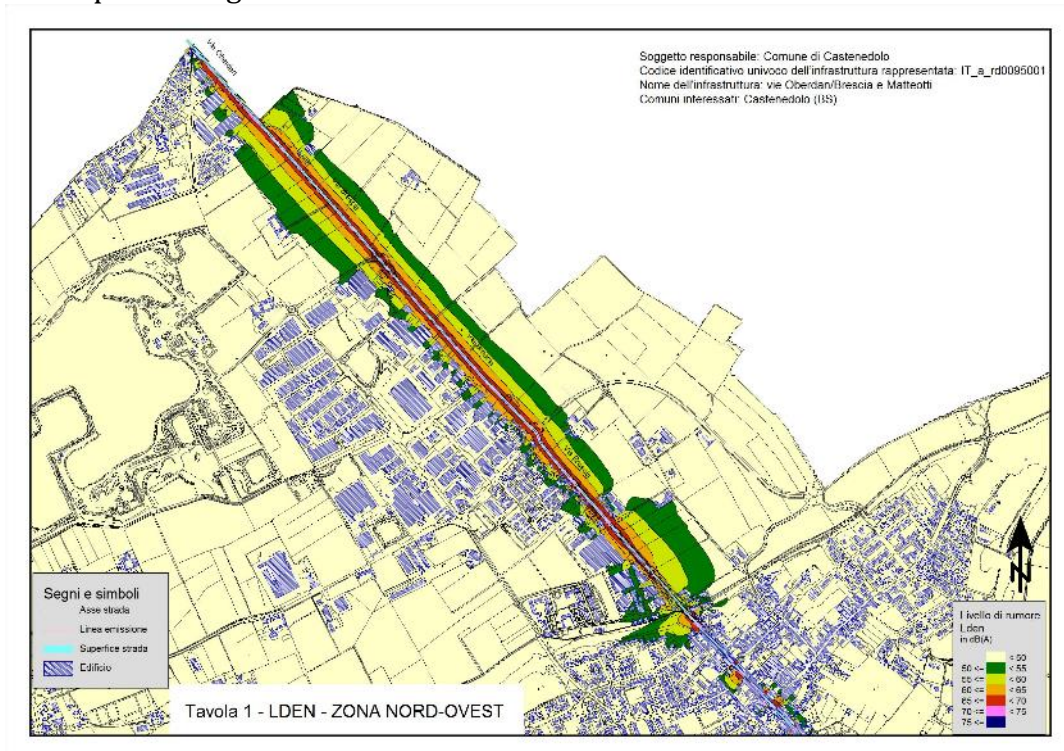 Soggetto responsabile: Comune di Castenedolo
Codice identificativo univoco dell'infrastruttura rappresentata: IT_a_rd0095001
Nome dell'infrastruttura: vie Oberdan/Brescia e Matteotti
Comuni interessati: Castenedolo (BS)
Segni e simboli
Asse strada
Linea emissione
Superfice strada
Edificio
Tavola 1 - LDEN - ZONA NORD-OVEST
N
Livello di rumore
Lden
in dB(A)
< 50
50 <= < 55
55 <= < 60
60 <= < 65
65 <= < 70
70 <= < 75
75 <=